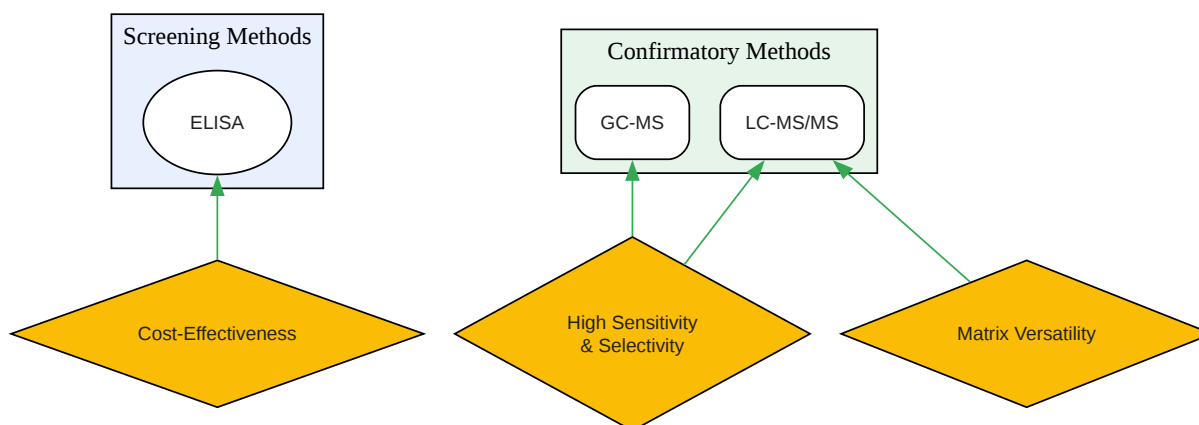 Screening Methods
Confirmatory Methods
ELISA
GC-MS
LC-MS/MS
Cost-Effectiveness
High Sensitivity
& Selectivity
Matrix Versatility